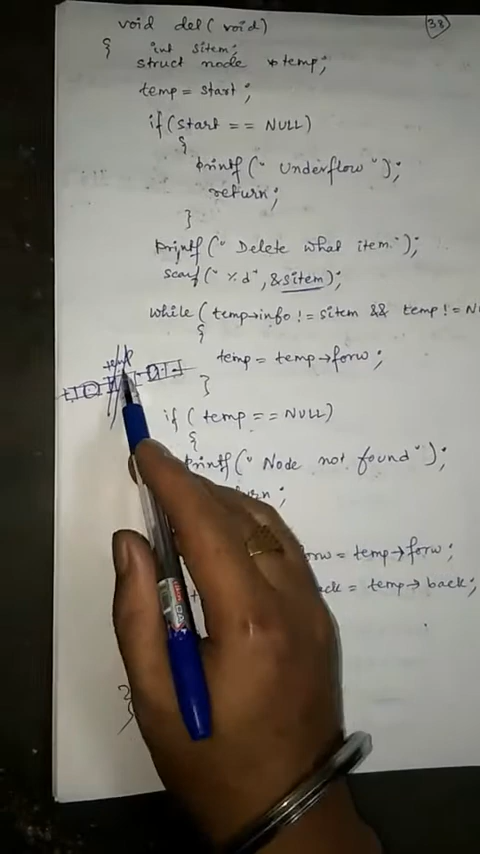 38
void del(void)
{ int sitem;
struct node *temp;
temp = start;
if(start == NULL)
{
printf(" Underflow ");
return;
}
printf(" Delete what item.");
scanf("%d", &sitem);
while ( temp→info != sitem && temp !=
{
temp = temp→forw;
}
temp
if ( temp == NULL)
{
printf(" Node not found ");
;
= temp→forw;
= temp→back;
}